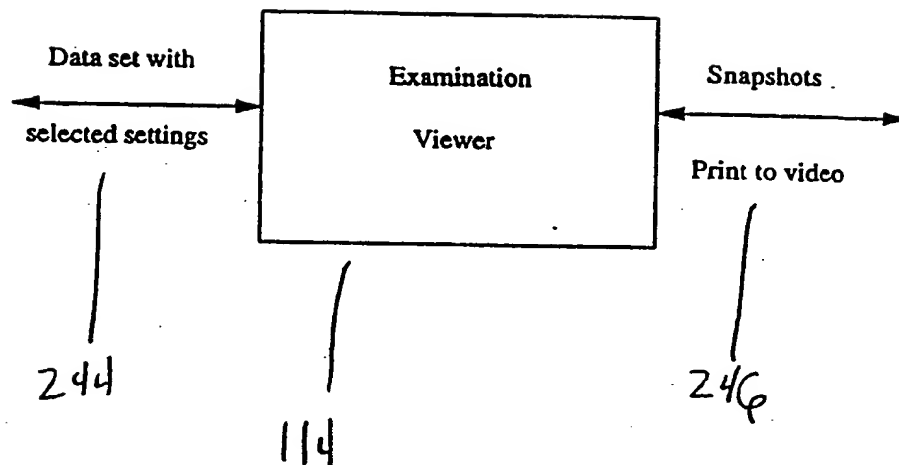 Data set with
selected settings
Examination
Viewer
Snapshots
Print to video
244
114
246